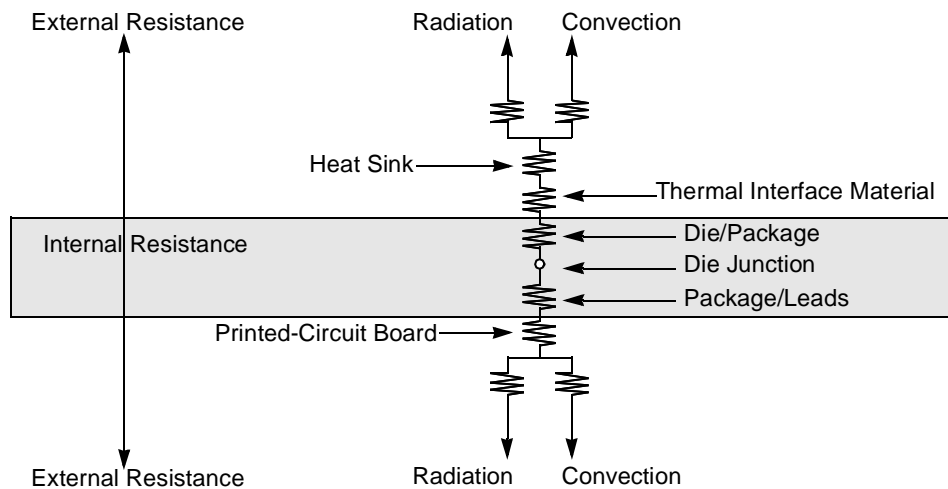 External Resistance
Radiation
Convection
Heat Sink
Thermal Interface Material
Internal Resistance
Die/Package
Die Junction
Package/Leads
Printed-Circuit Board
External Resistance
Radiation
Convection